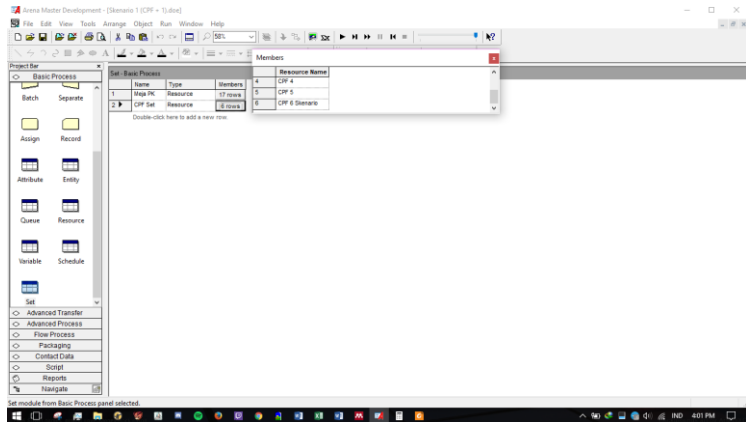 Arena Master Development - [Skenario 1 (CPF + 1).doe]
File Edit View Tools Arrange Object Run Window Help
58%
Project Bar
Basic Process
Batch Separate
Assign Record
Attribute Entity
Queue Resource
Variable Schedule
Set
Advanced Transfer
Advanced Process
Flow Process
Packaging
Contact Data
Script
Reports
Navigate
Set - Basic Process
Name Type Members
1 Meja PK Resource 17 rows
2 CPF Set Resource 6 rows
Double-click here to add a new row.
Members
Resource Name
4 CPF 4
5 CPF 5
6 CPF 6 Skenario
Set module from Basic Process panel selected.
IND 4:01 PM